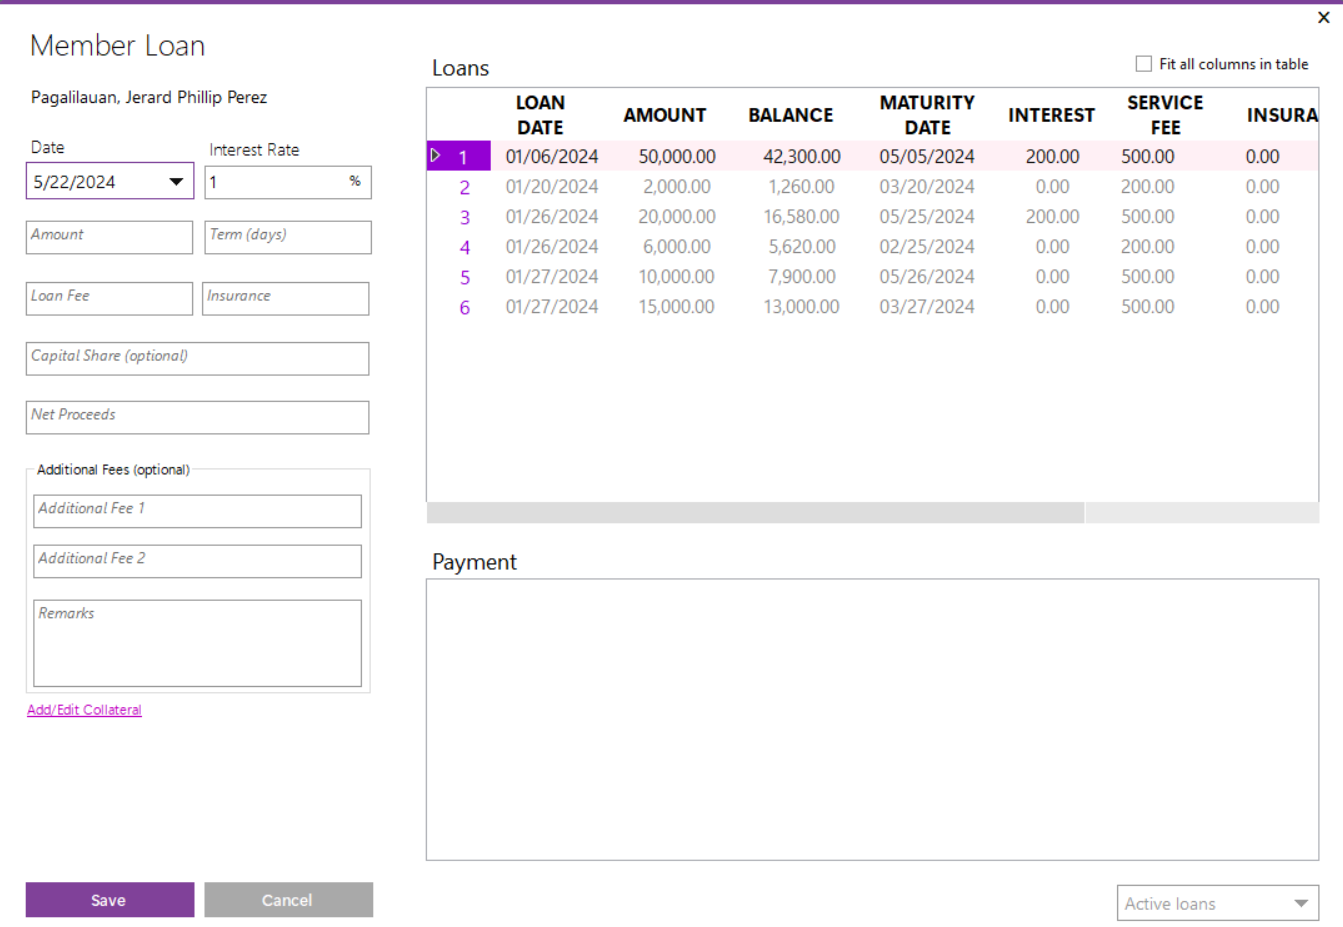 Member Loan
Pagalilauan, Jerard Phillip Perez
Date
Interest Rate
5/22/2024
1 %
Amount
Term (days)
Loan Fee
Insurance
Capital Share (optional)
Net Proceeds
Additional Fees (optional)
Additional Fee 1
Additional Fee 2
Remarks
Add/Edit Collateral
Save
Cancel
Loans
Fit all columns in table
LOAN DATE AMOUNT BALANCE MATURITY DATE INTEREST SERVICE FEE INSURA
1 01/06/2024 50,000.00 42,300.00 05/05/2024 200.00 500.00 0.00
2 01/20/2024 2,000.00 1,260.00 03/20/2024 0.00 200.00 0.00
3 01/26/2024 20,000.00 16,580.00 05/25/2024 200.00 500.00 0.00
4 01/26/2024 6,000.00 5,620.00 02/25/2024 0.00 200.00 0.00
5 01/27/2024 10,000.00 7,900.00 05/26/2024 0.00 500.00 0.00
6 01/27/2024 15,000.00 13,000.00 03/27/2024 0.00 500.00 0.00
Payment
Active loans